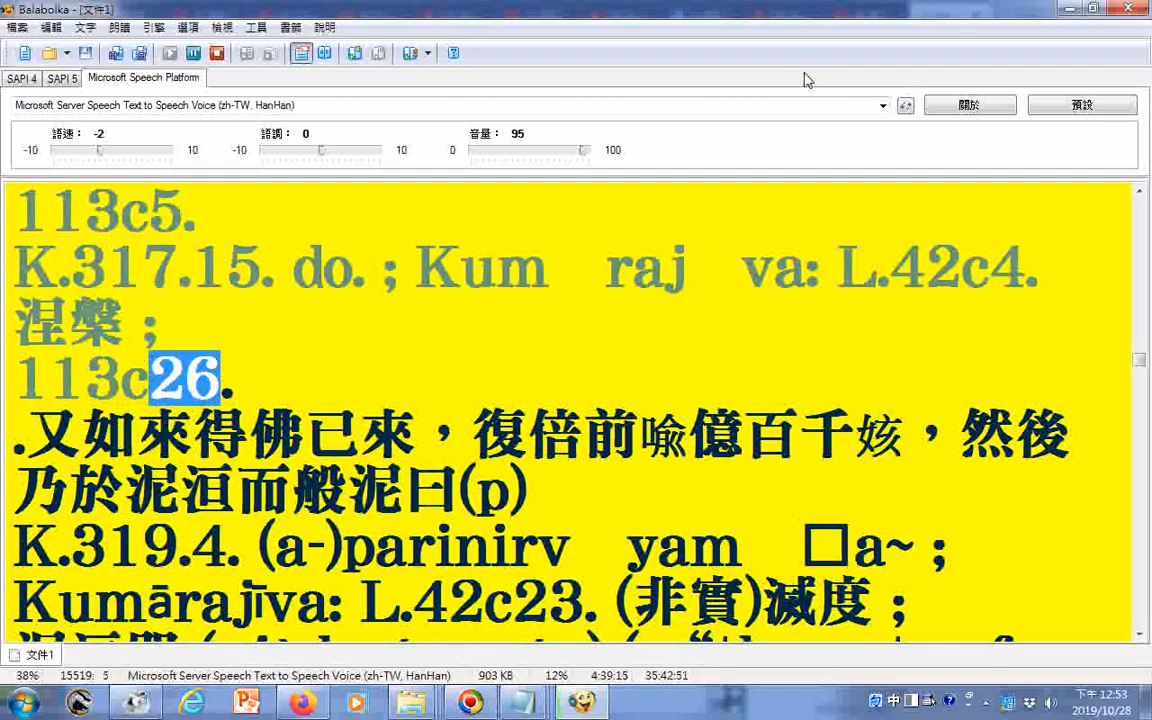 Balabolka - [文件1]
檔案 編輯 文字 朗讀 引擎 選項 檢視 工具 書籤 說明
SAPI 4 SAPI 5 Microsoft Speech Platform
Microsoft Server Speech Text to Speech Voice (zh-TW, HanHan) 關於 預設
語速： -2 語調： 0 音量： 95
-10 10 -10 10 0 100
113c5.
K.317.15. do. ; Kum raj va: L.42c4.
涅槃；
113c26.
.又如來得佛已來，復倍前喻億百千姟，然後
乃於泥洹而般泥曰(p)
K.319.4. (a-)parinirv yam □a~ ;
Kumārajīva: L.42c23. (非實)滅度；
文件1
38% 15519: 5 Microsoft Server Speech Text to Speech Voice (zh-TW, HanHan) 903 KB 12% 4:39:15 35:42:51
中 下午 12:53
2019/10/28